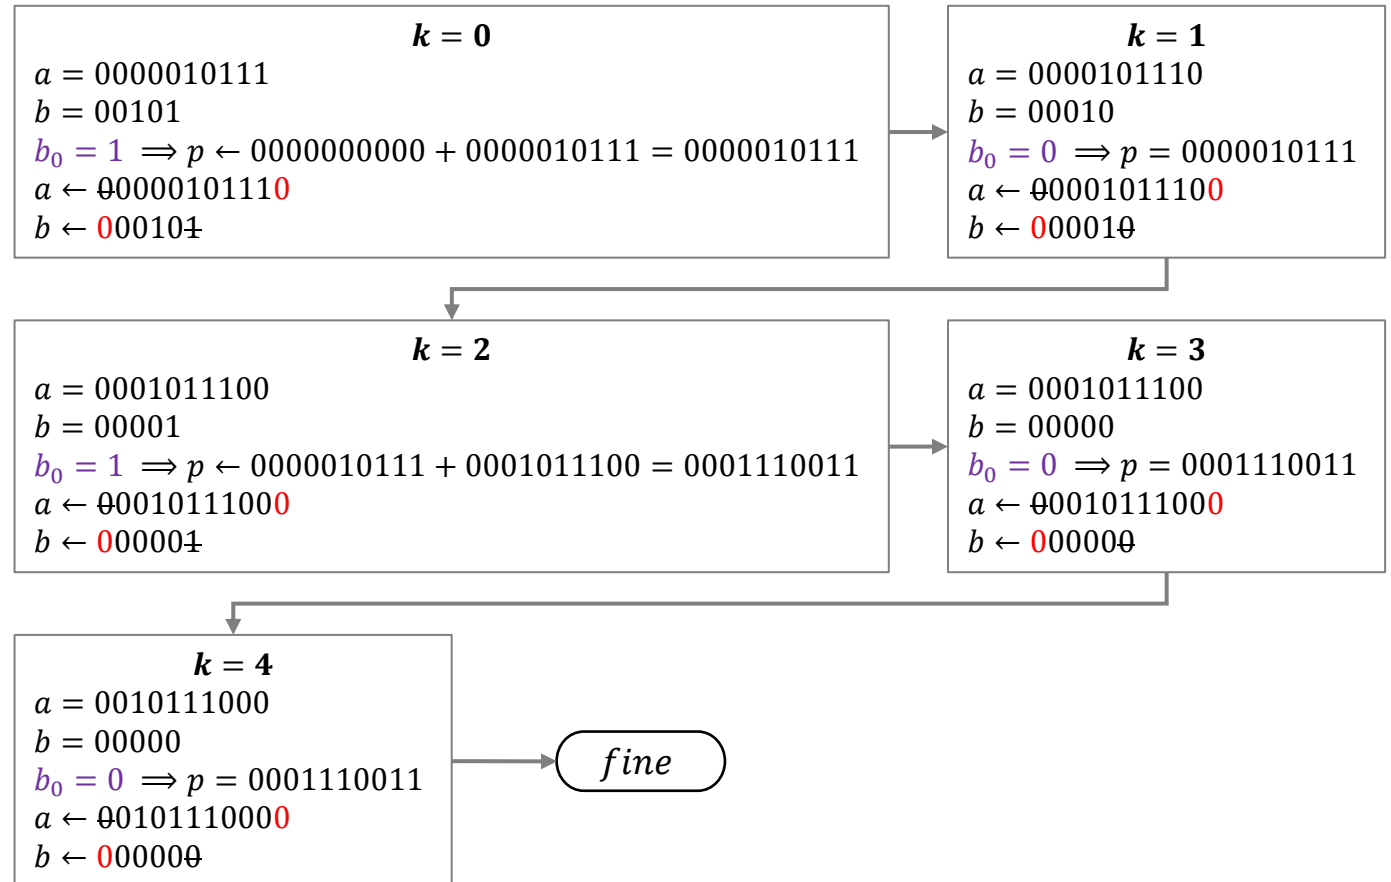 k = 0
a = 0000010111
b = 00101
b₀ = 1 ⟹ p ← 0000000000 + 0000010111 = 0000010111
a ← 00000101110
b ← 000101
k = 1
a = 0000101110
b = 00010
b₀ = 0 ⟹ p = 0000010111
a ← 00001011100
b ← 000010
k = 2
a = 0001011100
b = 00001
b₀ = 1 ⟹ p ← 0000010111 + 0001011100 = 0001110011
a ← 00010111000
b ← 000001
k = 3
a = 0001011100
b = 00000
b₀ = 0 ⟹ p = 0001110011
a ← 00010111000
b ← 000000
k = 4
a = 0010111000
b = 00000
b₀ = 0 ⟹ p = 0001110011
a ← 00101110000
b ← 000000
fine